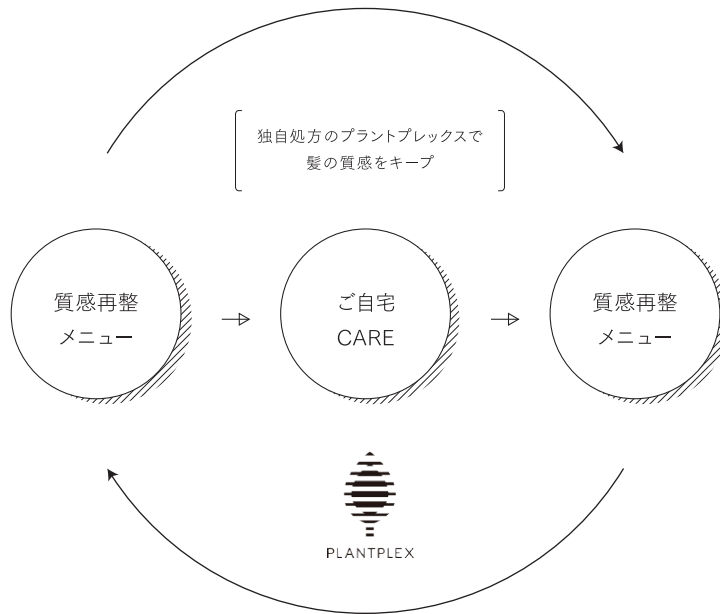 独自処方のプラントプレックスで
髪の質感をキープ
質感再整
メニュー
ご自宅
CARE
質感再整
メニュー
PLANTPLEX